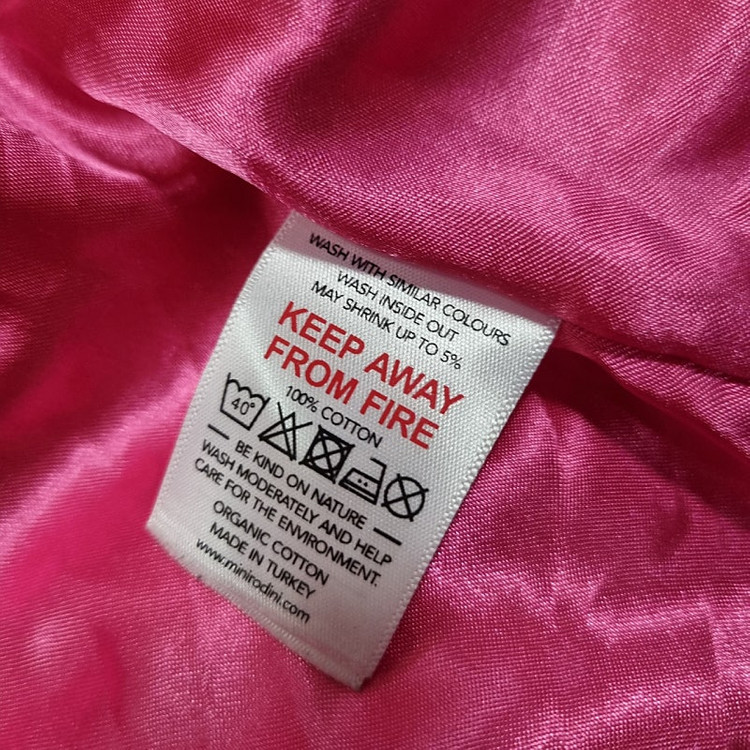 WASH WITH SIMILAR COLOURS
WASH INSIDE OUT
MAY SHRINK UP TO 5%
KEEP AWAY
FROM FIRE
100% COTTON
40°
BE KIND ON NATURE
WASH MODERATELY AND HELP
CARE FOR THE ENVIRONMENT.
ORGANIC COTTON
MADE IN TURKEY
www.minirodini.com